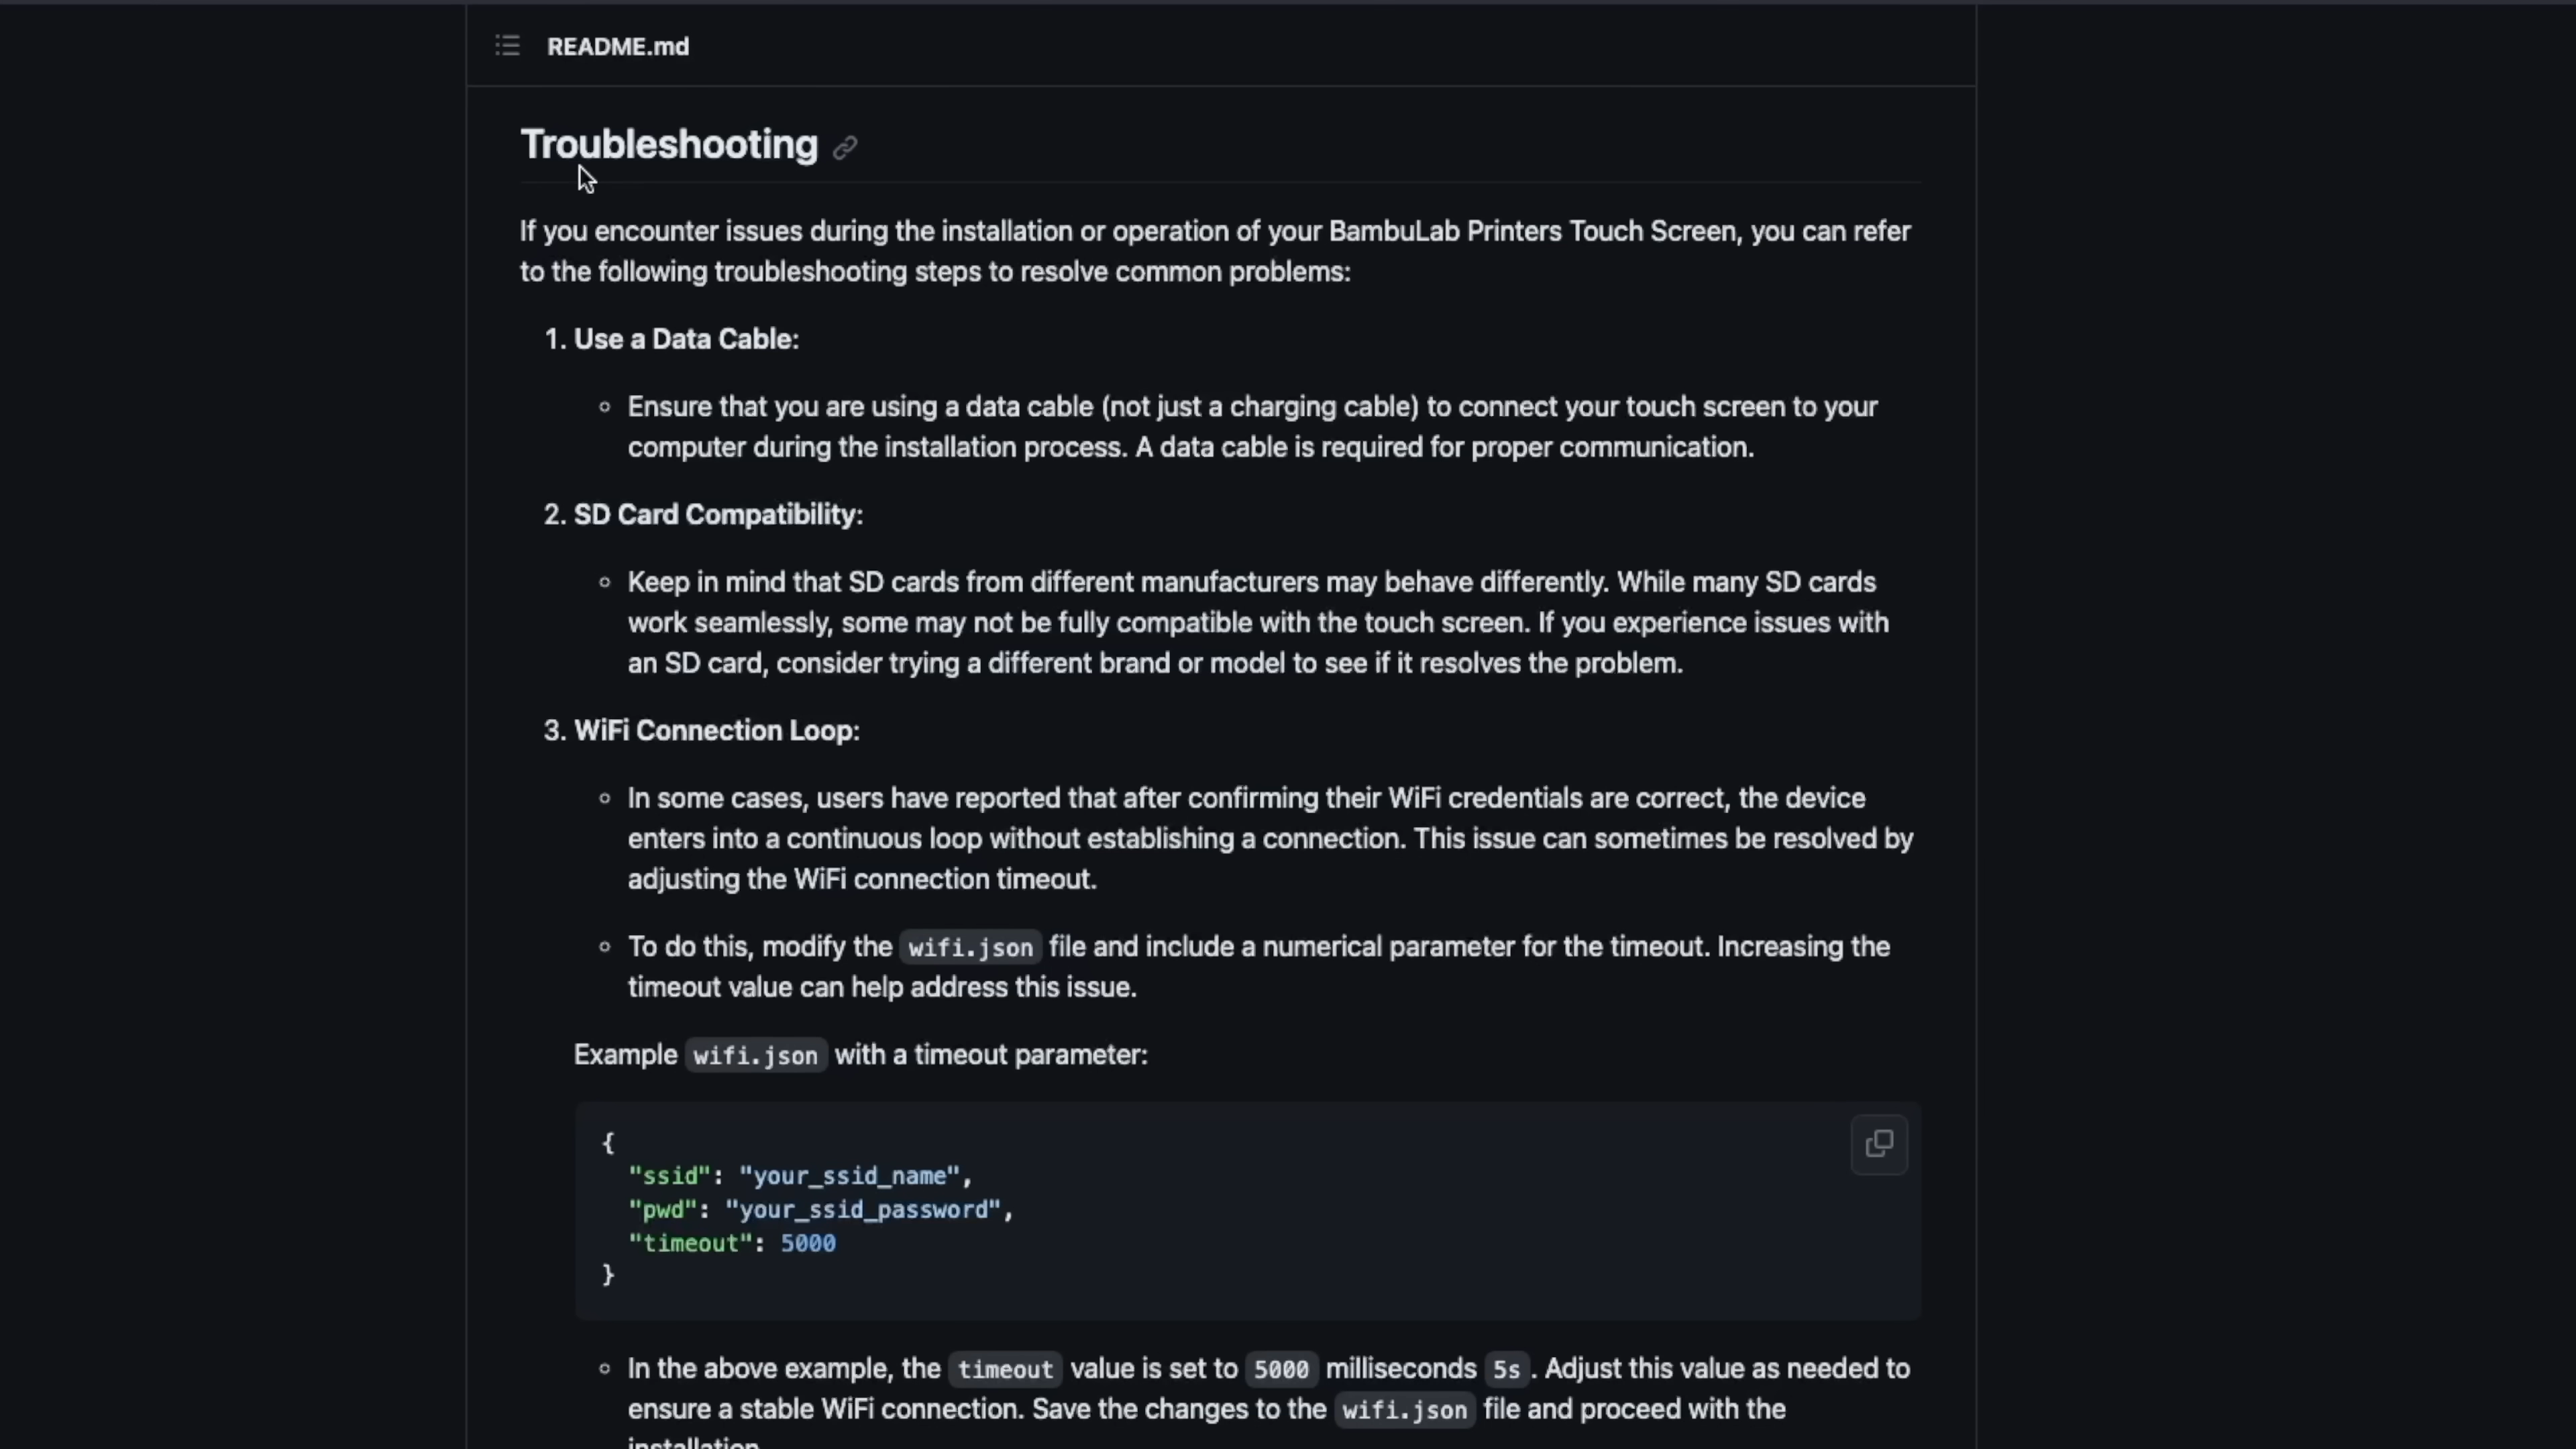 README.md
Troubleshooting
If you encounter issues during the installation or operation of your BambuLab Printers Touch Screen, you can refer
to the following troubleshooting steps to resolve common problems:
1. Use a Data Cable:
Ensure that you are using a data cable (not just a charging cable) to connect your touch screen to your
computer during the installation process. A data cable is required for proper communication.
2. SD Card Compatibility:
Keep in mind that SD cards from different manufacturers may behave differently. While many SD cards
work seamlessly, some may not be fully compatible with the touch screen. If you experience issues with
an SD card, consider trying a different brand or model to see if it resolves the problem.
3. WiFi Connection Loop:
In some cases, users have reported that after confirming their WiFi credentials are correct, the device
enters into a continuous loop without establishing a connection. This issue can sometimes be resolved by
adjusting the WiFi connection timeout.
To do this, modify the wifi.json file and include a numerical parameter for the timeout. Increasing the
timeout value can help address this issue.
Example wifi.json with a timeout parameter:
{
"ssid": "your_ssid_name",
"pwd": "your_ssid_password",
"timeout": 5000
}
In the above example, the timeout value is set to 5000 milliseconds 5s. Adjust this value as needed to
ensure a stable WiFi connection. Save the changes to the wifi.json file and proceed with the
installation.